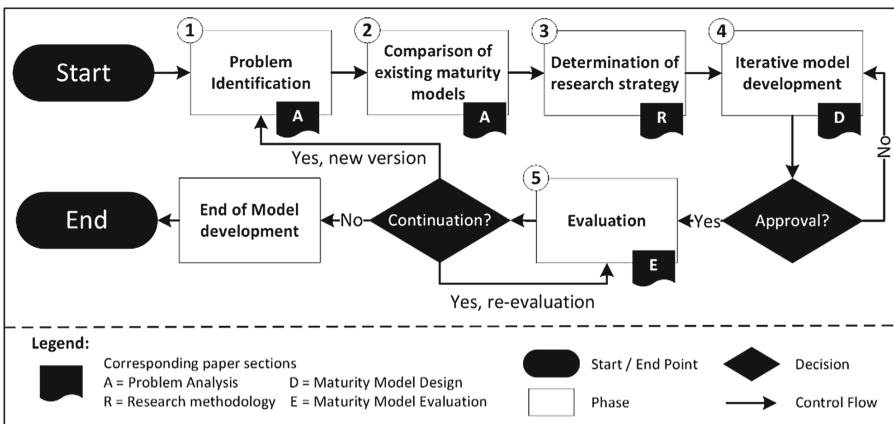 1
2
3
4
Start
Problem
Identification
A
Comparison of
existing maturity
models
A
Determination of
research strategy
R
Iterative model
development
D
No
Yes, new version
5
End
End of Model
development
No
Continuation?
Evaluation
E
Yes
Approval?
Yes, re-evaluation
Legend:
Corresponding paper sections
A = Problem Analysis
D = Maturity Model Design
R = Research methodology
E = Maturity Model Evaluation
Start / End Point
Decision
Phase
Control Flow